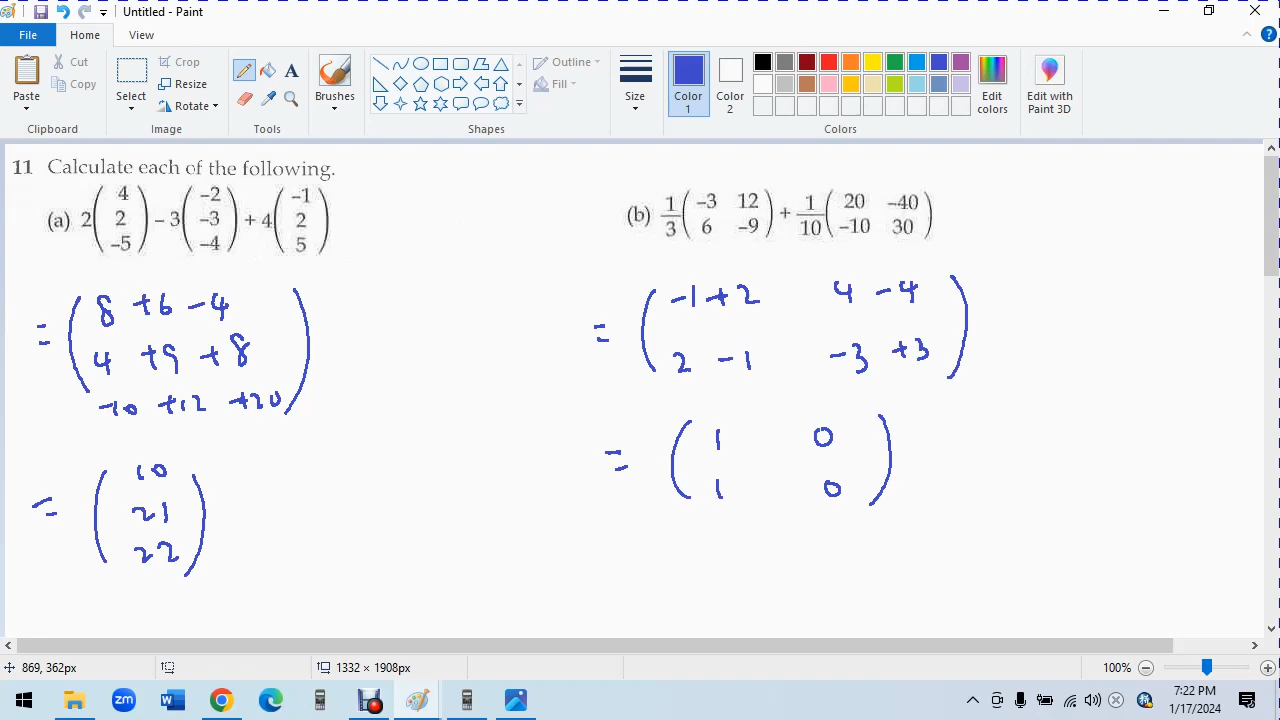 Untitled - Paint
File Home View
Paste Cut Copy Select Crop Resize Rotate Brushes Outline Fill Size Color 1 Color 2 Edit colors Edit with Paint 3D
Clipboard Image Tools Shapes Colors
11 Calculate each of the following.
(a) 2 ( 4 2 –5 ) – 3 ( –2 –3 –4 ) + 4 ( –1 2 5 )
= ( 8 +6 -4
4 +9 +8
-10 +12 +20 )
= ( 10
21
22 )
(b) 1/3 ( –3 12 6 –9 ) + 1/10 ( 20 –40 –10 30 )
= ( -1+2 4 -4
2 -1 -3 +3 )
= ( 1 0
1 0 )
869, 362px 1332 × 1908px 100%
zm W 7:22 PM
1/17/2024